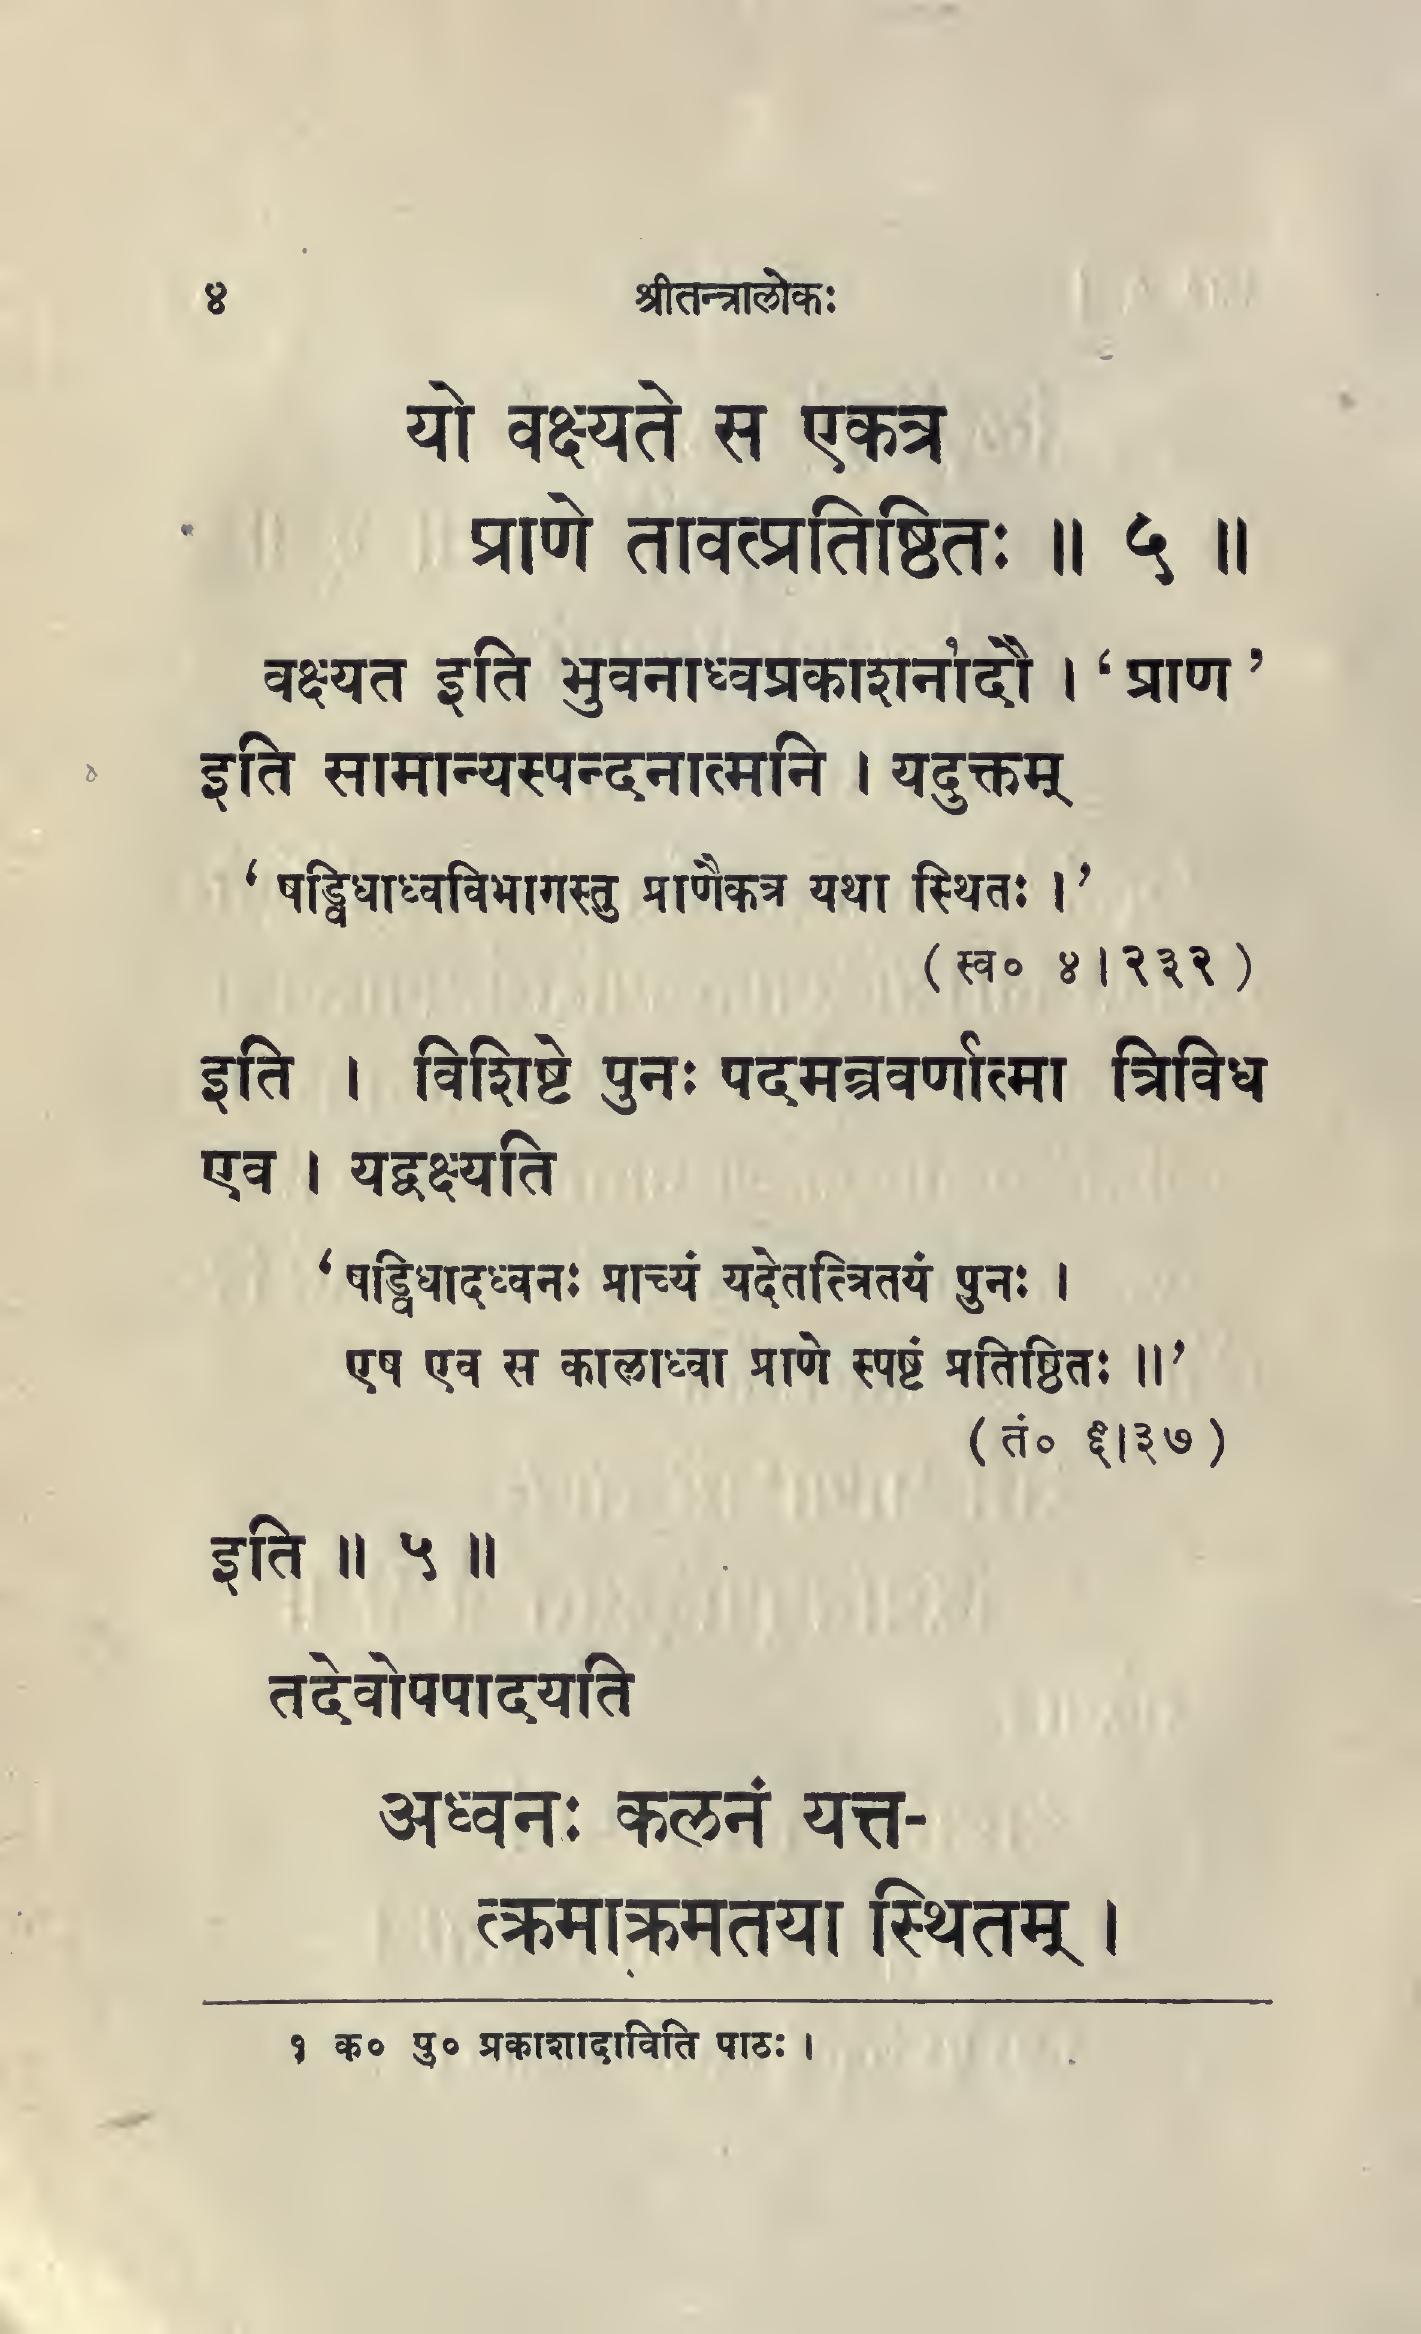 ४ श्रीतन्त्रालोकः
यो वक्ष्यते स एकत्र
प्राणे तावत्प्रतिष्ठितः ॥ ५ ॥
वक्ष्यत इति भुवनाध्वप्रकाशना१दौ । ‘ प्राण ’
इति सामान्यस्पन्दनात्मनि । यदुक्तम्
‘ षड्विधाध्वविभागस्तु प्राणैकत्र यथा स्थितः ।’
( स्व० ४।२३२ )
इति । विशिष्टे पुनः पदमन्त्रवर्णात्मा त्रिविध
एव । यद्वक्ष्यति
‘ षड्विधादध्वनः प्राच्यं यदेतत्त्रितयं पुनः ।
एष एव स कालाध्वा प्राणे स्पष्टं प्रतिष्ठितः ॥’
( तं० ६।३७ )
इति ॥ ५ ॥
तदेवोपपादयति
अध्वनः कलनं यत्त-
त्क्रमाक्रमतया स्थितम् ।
१ क० पु० प्रकाशादाविति पाठः ।